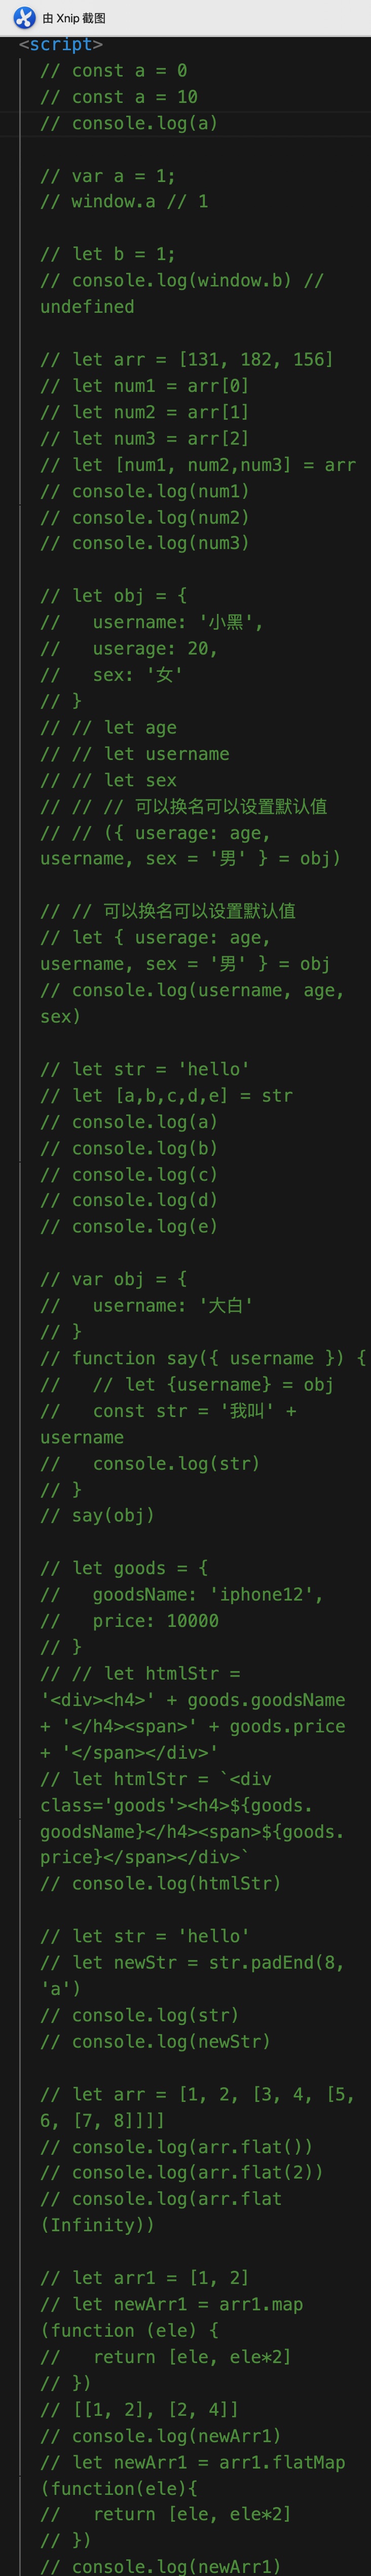 由 Xnip 截图
<script>
// const a = 0
// const a = 10
// console.log(a)
// var a = 1;
// window.a // 1
// let b = 1;
// console.log(window.b) //
undefined
// let arr = [131, 182, 156]
// let num1 = arr[0]
// let num2 = arr[1]
// let num3 = arr[2]
// let [num1, num2,num3] = arr
// console.log(num1)
// console.log(num2)
// console.log(num3)
// let obj = {
//   username: '小黑',
//   userage: 20,
//   sex: '女'
// }
// // let age
// // let username
// // let sex
// // // 可以换名可以设置默认值
// // ({ userage: age,
username, sex = '男' } = obj)
// // 可以换名可以设置默认值
// let { userage: age,
username, sex = '男' } = obj
// console.log(username, age,
sex)
// let str = 'hello'
// let [a,b,c,d,e] = str
// console.log(a)
// console.log(b)
// console.log(c)
// console.log(d)
// console.log(e)
// var obj = {
//   username: '大白'
// }
// function say({ username }) {
//   // let {username} = obj
//   const str = '我叫' +
username
//   console.log(str)
// }
// say(obj)
// let goods = {
//   goodsName: 'iphone12',
//   price: 10000
// }
// // let htmlStr =
'<div><h4>' + goods.goodsName
+ '</h4><span>' + goods.price
+ '</span></div>'
// let htmlStr = `<div
class='goods'><h4>${goods.
goodsName}</h4><span>${goods.
price}</span></div>`
// console.log(htmlStr)
// let str = 'hello'
// let newStr = str.padEnd(8,
'a')
// console.log(str)
// console.log(newStr)
// let arr = [1, 2, [3, 4, [5,
6, [7, 8]]]]
// console.log(arr.flat())
// console.log(arr.flat(2))
// console.log(arr.flat
(Infinity))
// let arr1 = [1, 2]
// let newArr1 = arr1.map
(function (ele) {
//   return [ele, ele*2]
// })
// [[1, 2], [2, 4]]
// console.log(newArr1)
// let newArr1 = arr1.flatMap
(function(ele){
//   return [ele, ele*2]
// })
// console.log(newArr1)